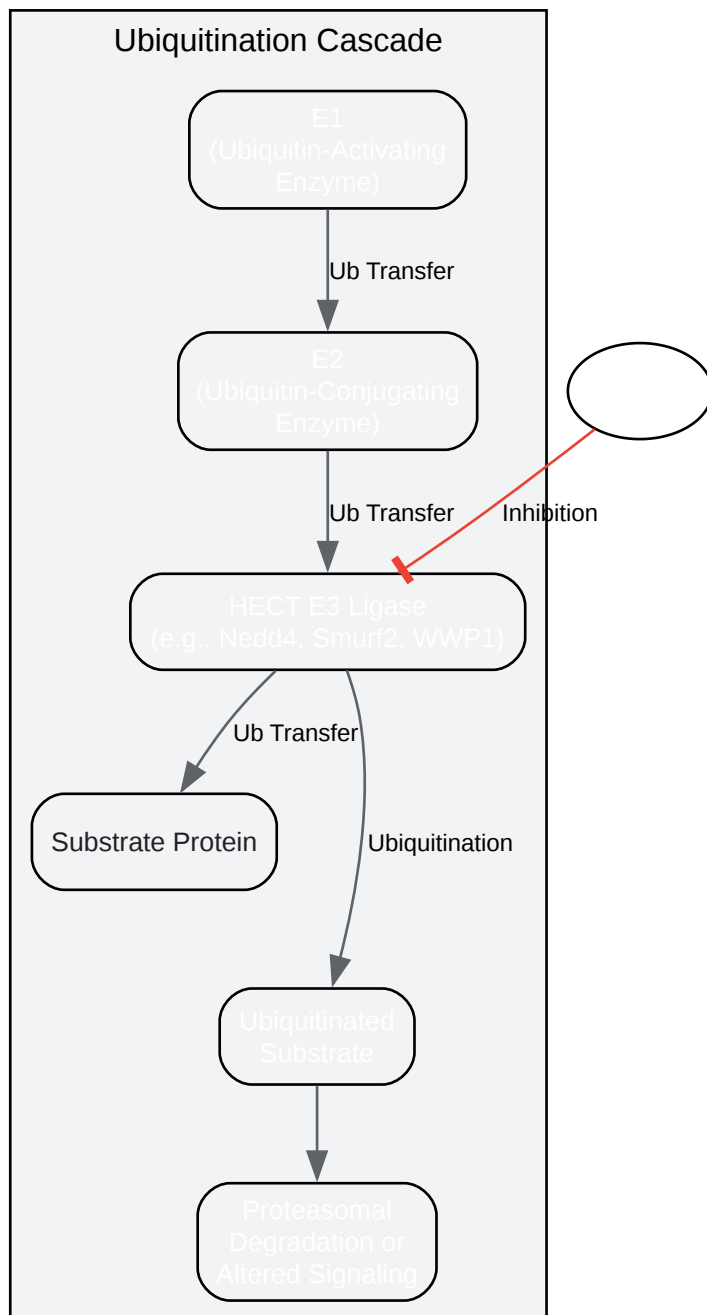 Ubiquitination Cascade
E1
(Ubiquitin-Activating
Enzyme)
Ub Transfer
E2
(Ubiquitin-Conjugating
Enzyme)
Ub Transfer
Inhibition
HECT E3 Ligase
(e.g., Nedd4, Smurf2, WWP1)
Ub Transfer
Substrate Protein
Ubiquitination
Ubiquitinated
Substrate
Proteasomal
Degradation or
Altered Signaling